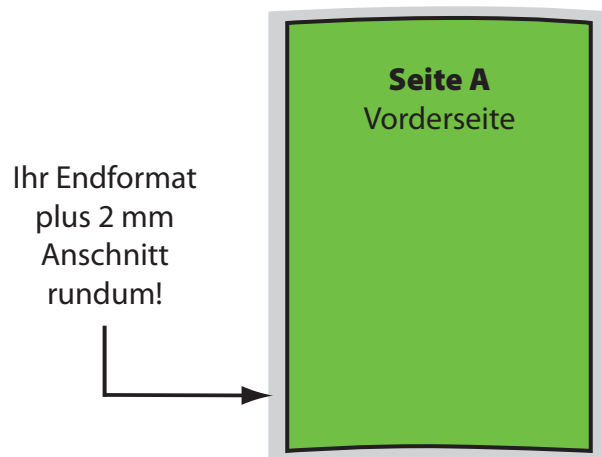 Seite A
Vorderseite
Ihr Endformat
plus 2 mm
Anschnitt
rundum!